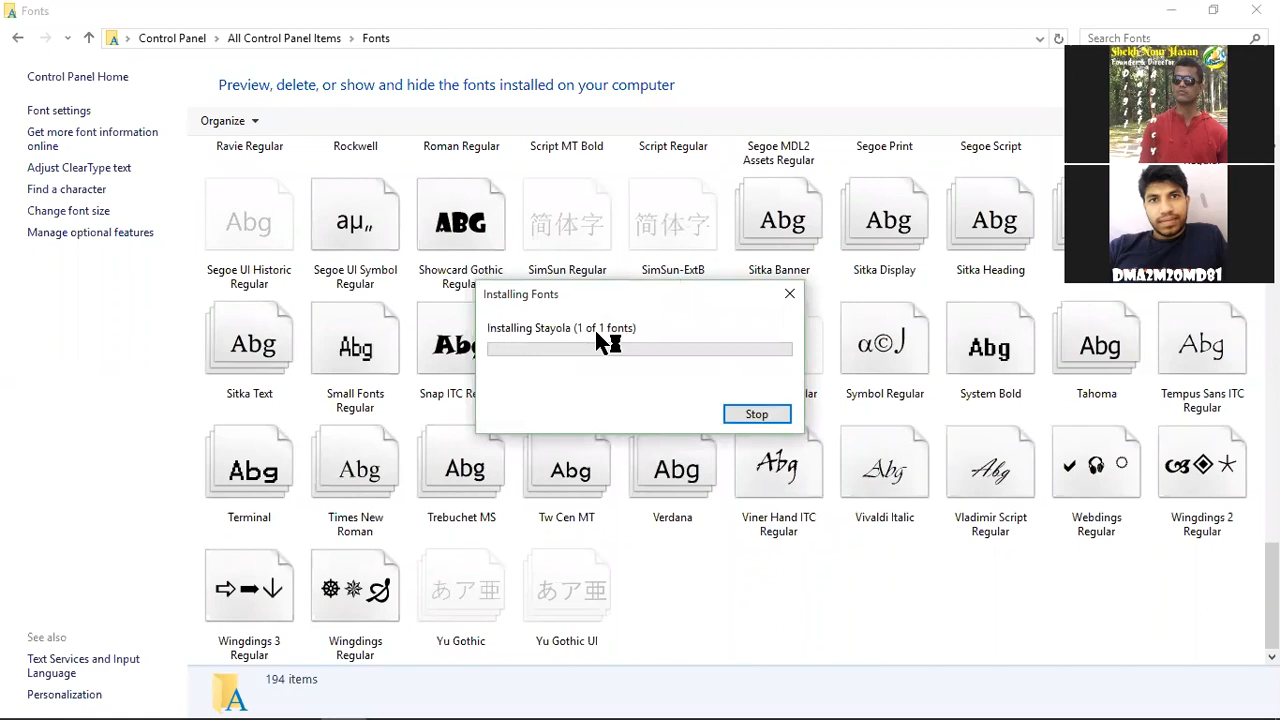 Fonts
Control Panel > All Control Panel Items > Fonts
Search Fonts
Control Panel Home
Font settings
Get more font information
online
Adjust ClearType text
Find a character
Change font size
Manage optional features
See also
Text Services and Input
Language
Personalization
Preview, delete, or show and hide the fonts installed on your computer
Organize
Ravie Regular
Rockwell
Roman Regular
Script MT Bold
Script Regular
Segoe MDL2
Assets Regular
Segoe Print
Segoe Script
Abg
aµ„
ABG
简体字
简体字
Abg
Abg
Abg
Segoe UI Historic
Regular
Segoe UI Symbol
Regular
Showcard Gothic
SimSun Regular
SimSun-ExtB
Sitka Banner
Sitka Display
Sitka Heading
Installing Fonts
Installing Stayola (1 of 1 fonts)
Stop
Abg
Abg
α©J
Abg
Abg
Abg
Sitka Text
Small Fonts
Regular
Snap ITC
Symbol Regular
System Bold
Tahoma
Tempus Sans ITC
Regular
Abg
Abg
Abg
Abg
Abg
Abg
Abg
Abg
Terminal
Times New
Roman
Trebuchet MS
Tw Cen MT
Verdana
Viner Hand ITC
Regular
Vivaldi Italic
Vladimir Script
Regular
Webdings
Regular
Wingdings 2
Regular
あア亜
あア亜
Wingdings 3
Regular
Wingdings
Regular
Yu Gothic
Yu Gothic UI
194 items
Shekh Nour Hasan
Founder & Director
DMA2M20MD81